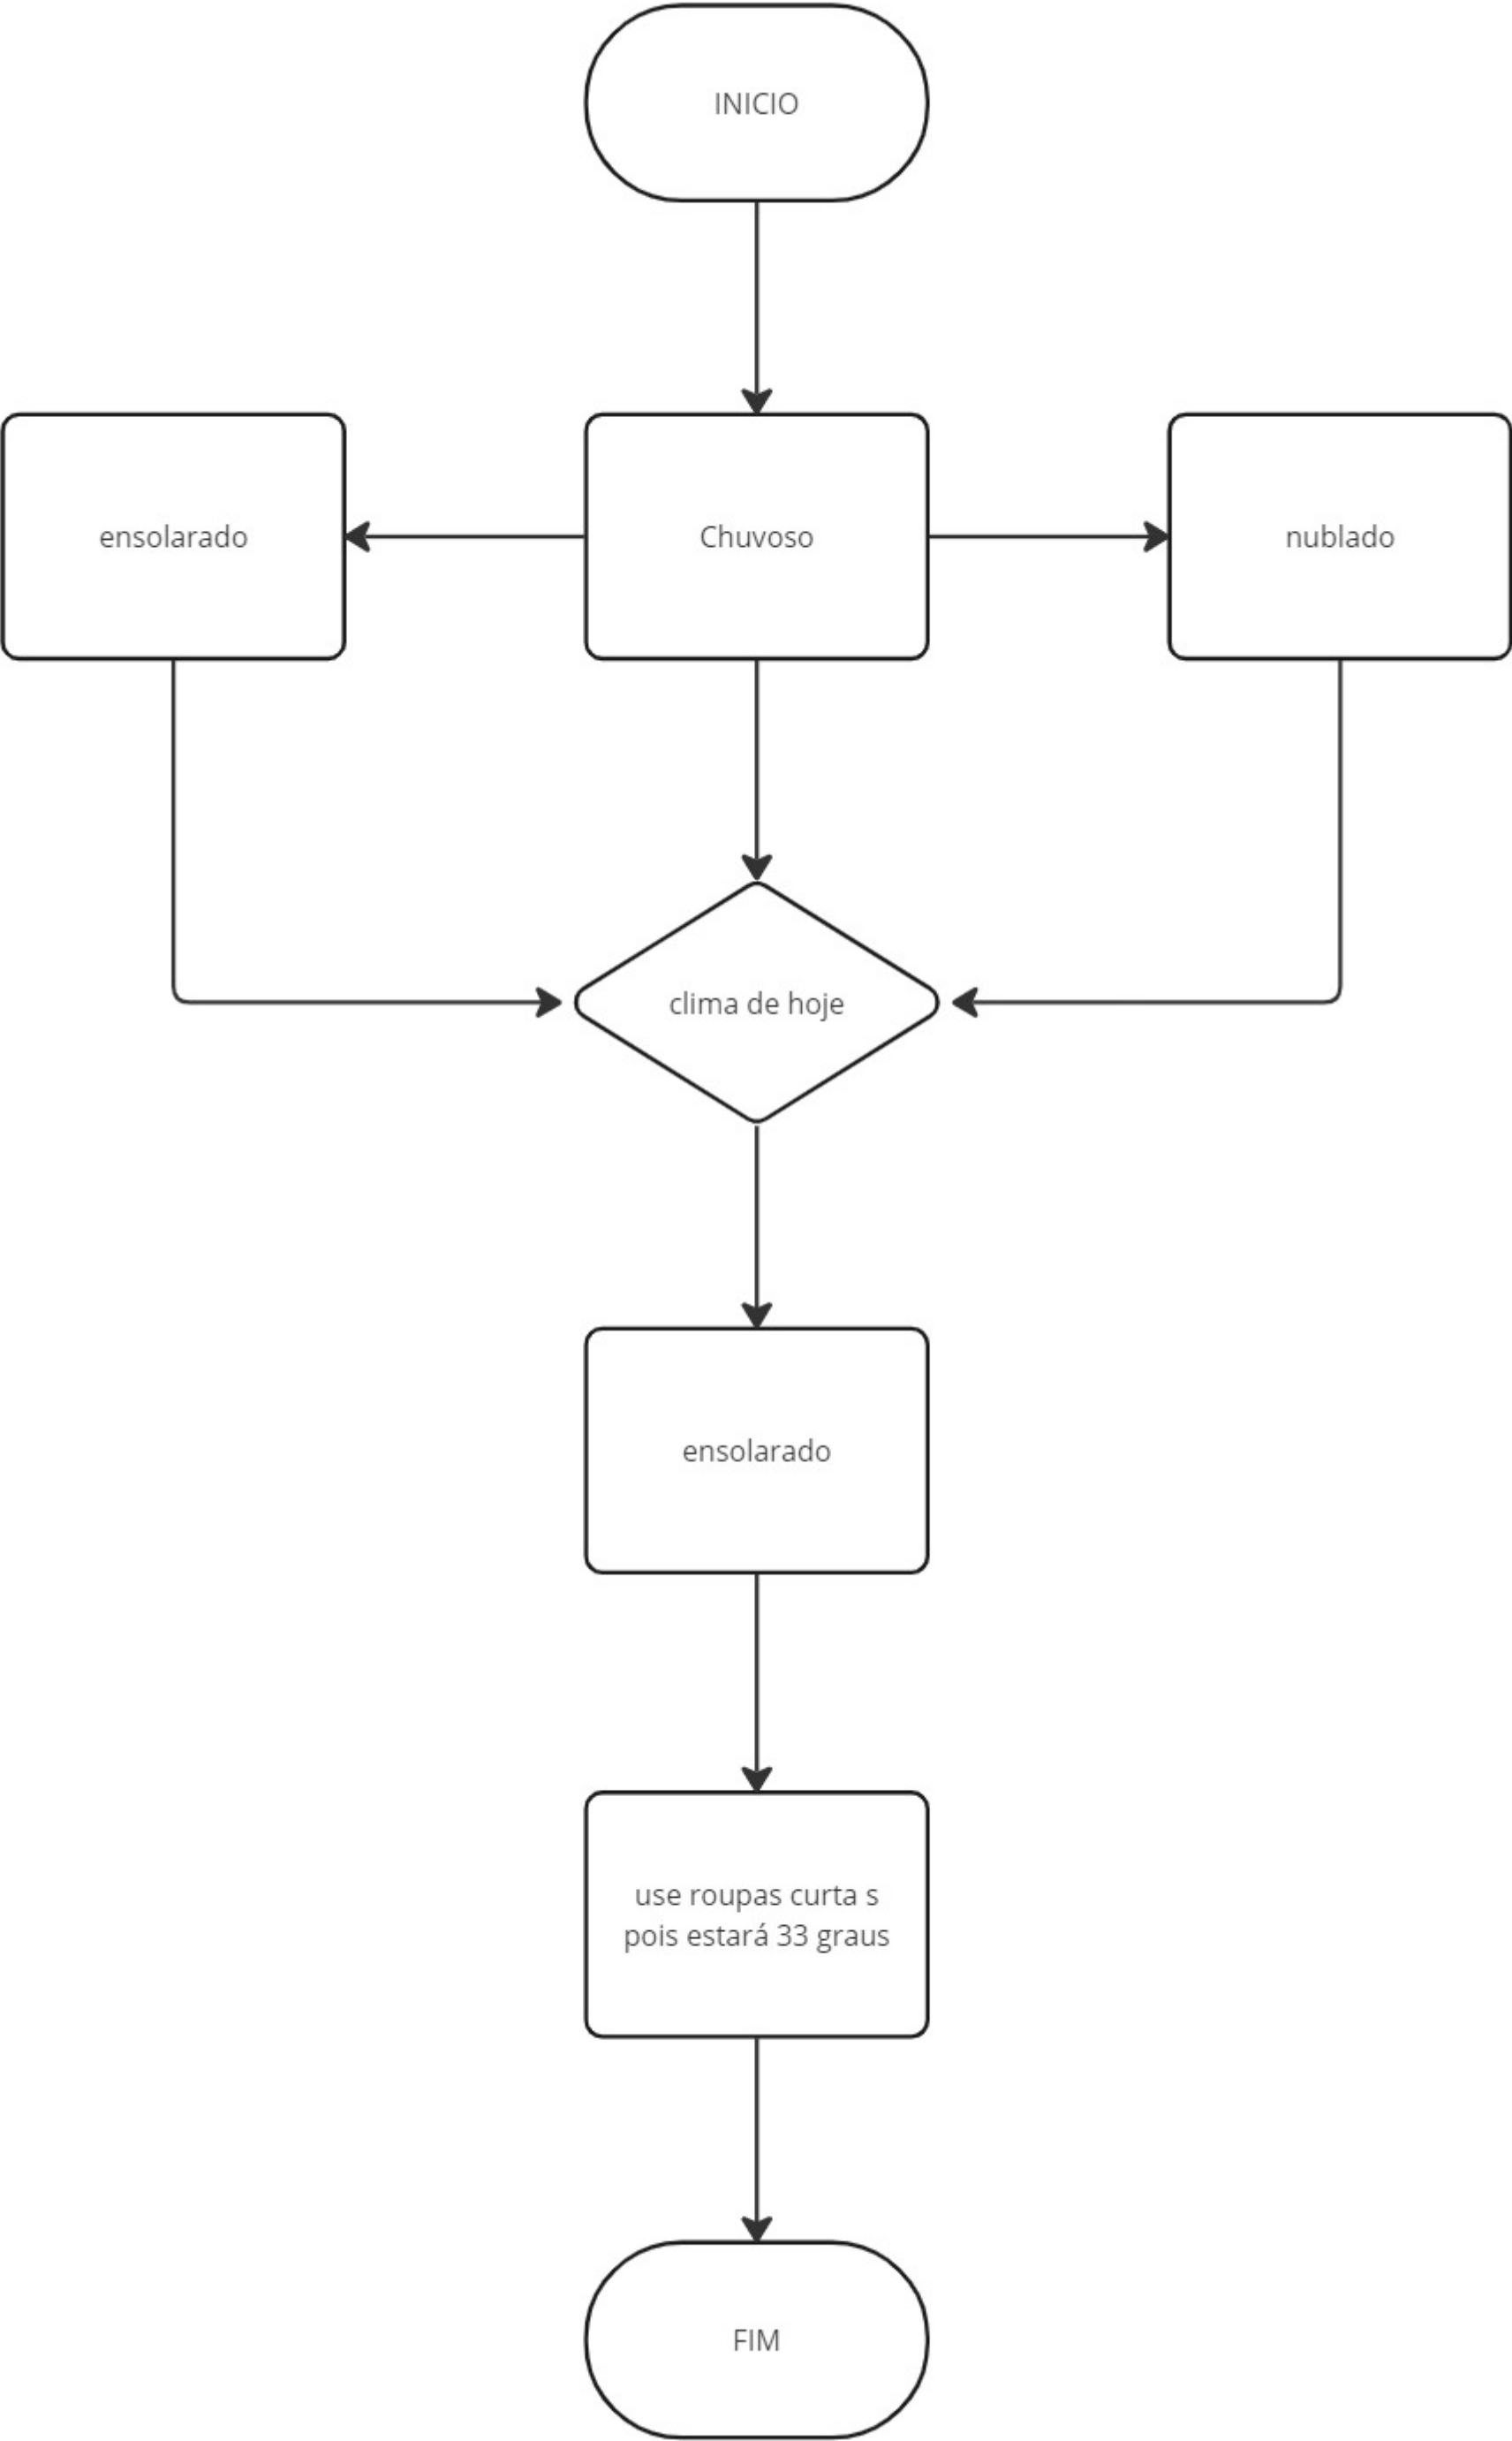 INICIO
ensolarado
Chuvoso
nublado
clima de hoje
ensolarado
use roupas curta s
pois estará 33 graus
FIM